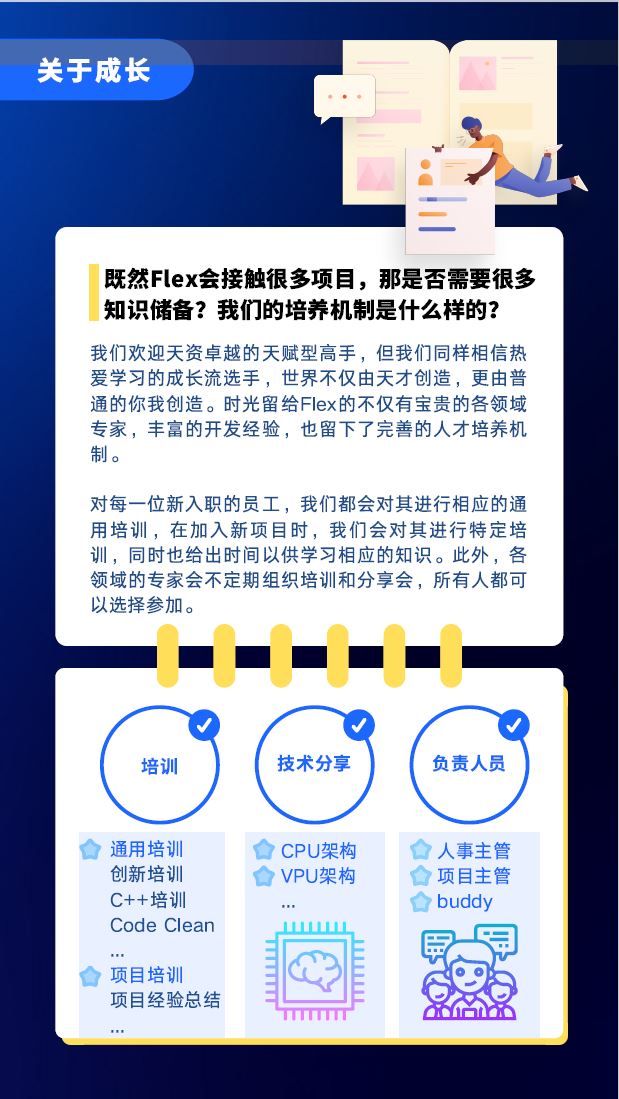 关于成长
既然Flex会接触很多项目，那是否需要很多
知识储备？我们的培养机制是什么样的？
我们欢迎天资卓越的天赋型高手，但我们同样相信热
爱学习的成长流选手，世界不仅由天才创造，更由普
通的你我创造。时光留给Flex的不仅有宝贵的各领域
专家，丰富的开发经验，也留下了完善的人才培养机
制。
对每一位新入职的员工，我们都会对其进行相应的通
用培训，在加入新项目时，我们会对其进行特定培
训，同时也给出时间以供学习相应的知识。此外，各
领域的专家会不定期组织培训和分享会，所有人都可
以选择参加。
培训
通用培训
创新培训
C++培训
Code Clean
...
项目培训
项目经验总结
...
技术分享
CPU架构
VPU架构
...
负责人员
人事主管
项目主管
buddy